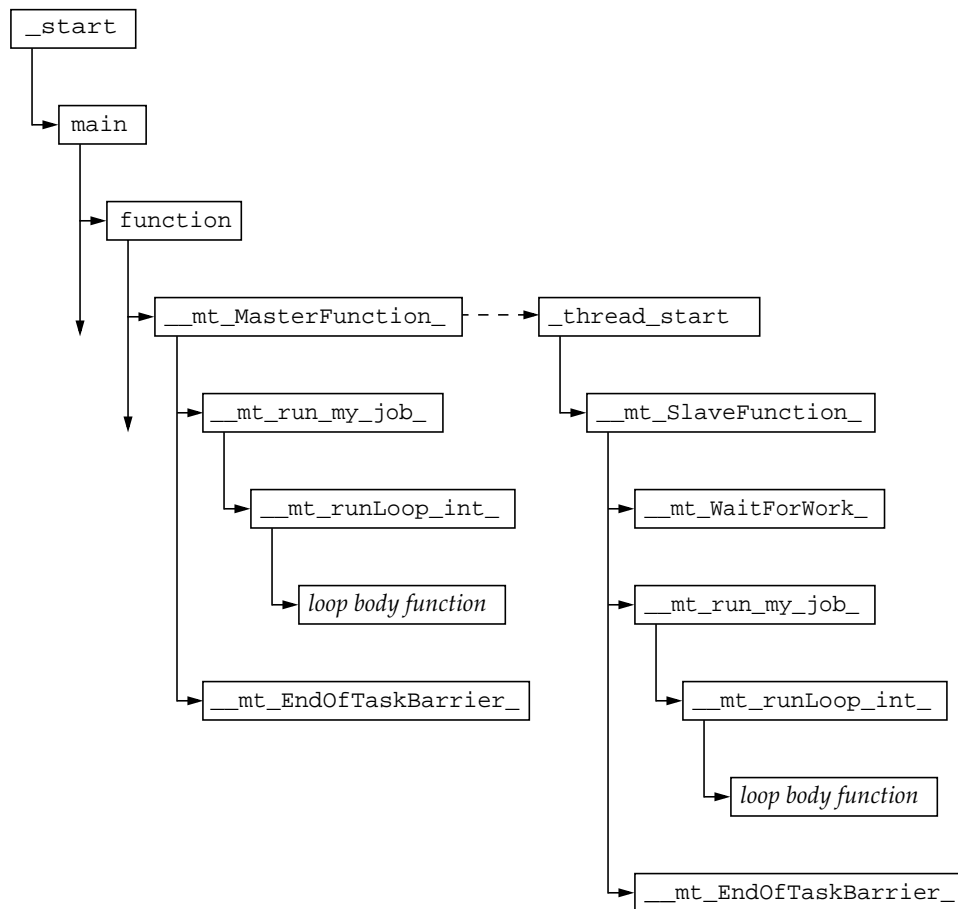 _start
main
function
__mt_MasterFunction_
_thread_start
__mt_run_my_job_
__mt_SlaveFunction_
__mt_runLoop_int_
__mt_WaitForWork_
loop body function
__mt_run_my_job_
__mt_EndOfTaskBarrier_
__mt_runLoop_int_
loop body function
__mt_EndOfTaskBarrier_